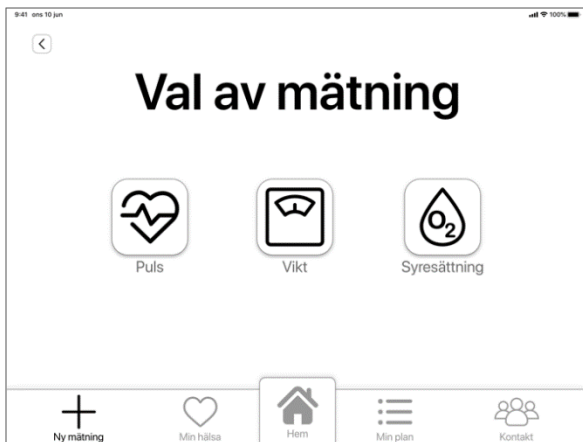 9:41 ons 10 jun
100%
Val av mätning
O₂
Puls
Vikt
Syresättning
Ny mätning
Min hälsa
Hem
Min plan
Kontakt